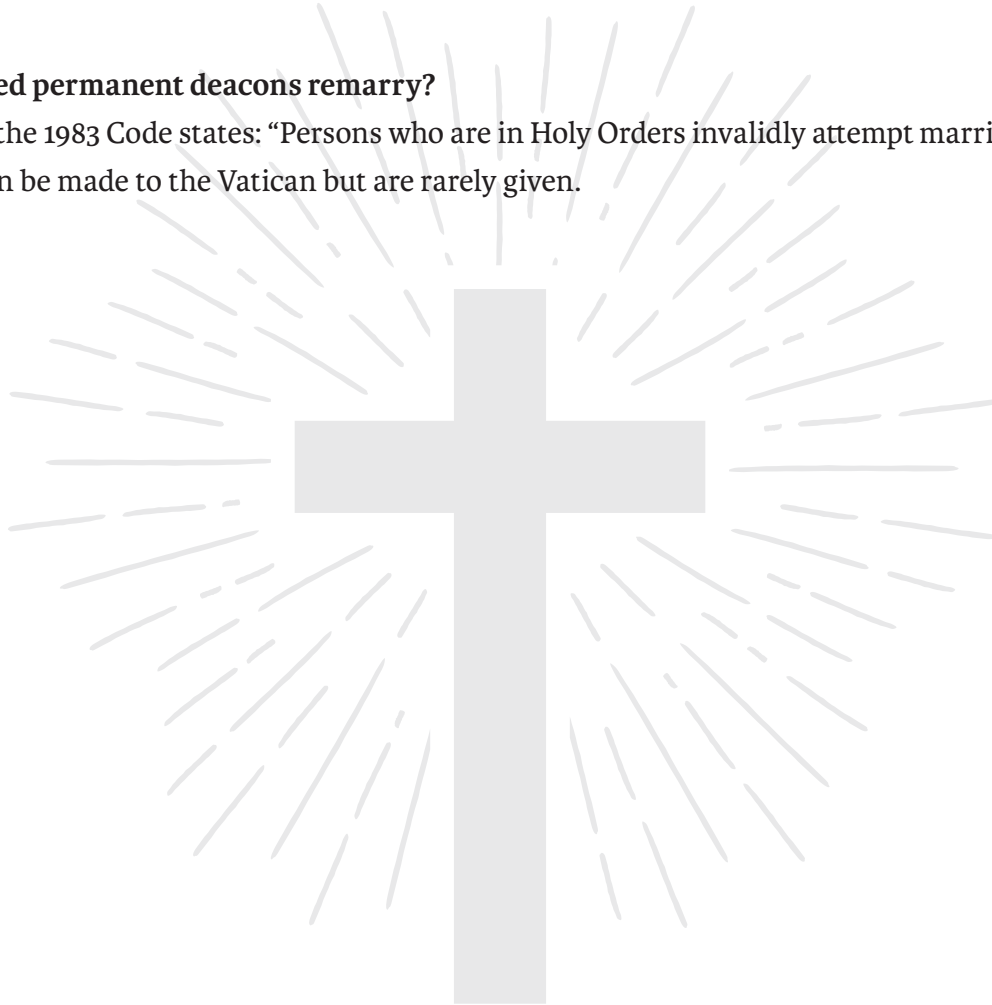 ed permanent deacons remarry?
the 1983 Code states: “Persons who are in Holy Orders invalidly attempt marri
n be made to the Vatican but are rarely given.